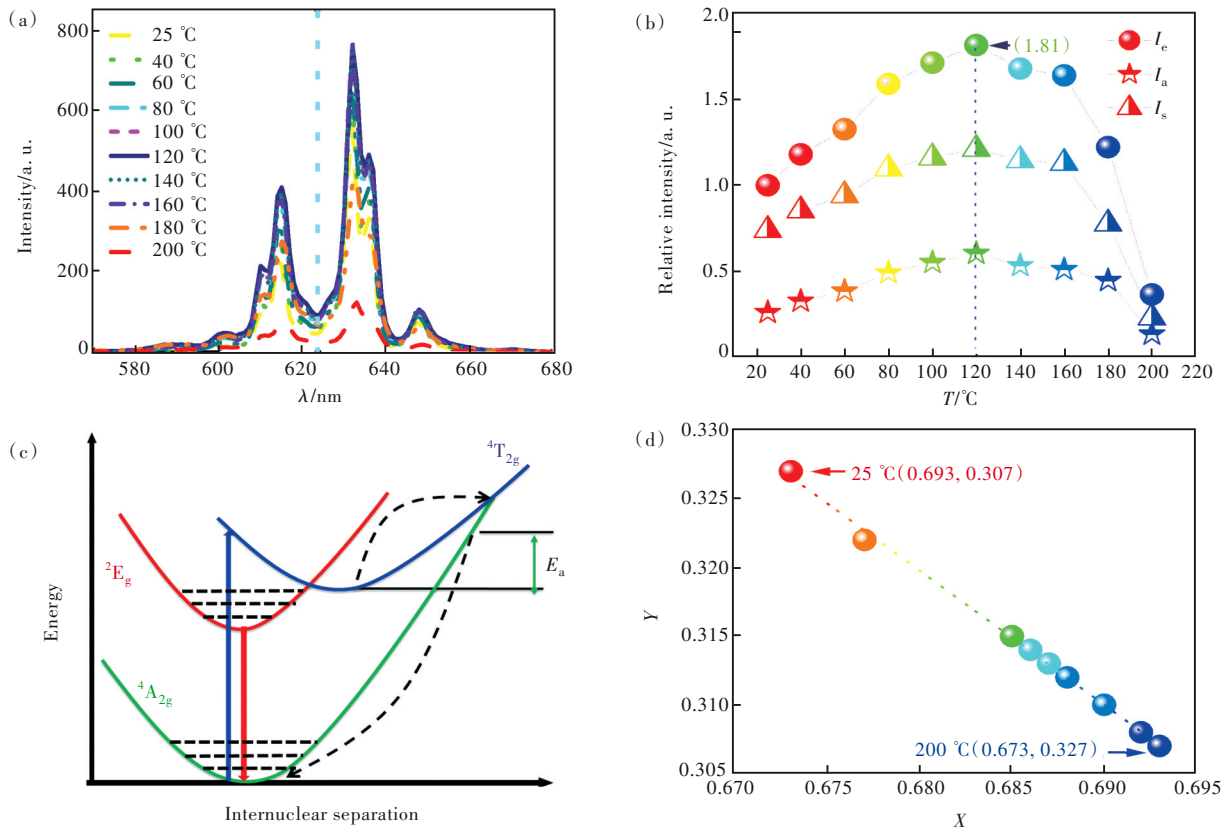 (a)
800
600
400
200
0
Intensity/a. u.
25 ℃
40 ℃
60 ℃
80 ℃
100 ℃
120 ℃
140 ℃
160 ℃
180 ℃
200 ℃
580 600 620 640 660 680
λ/nm
(b)
2.0
1.5
1.0
0.5
0
Relative intensity/a. u.
(1.81)
Ie
Ia
Is
20 40 60 80 100 120 140 160 180 200 220
T/℃
(c)
Energy
⁴T₂g
²Eg
⁴A₂g
Ea
Internuclear separation
(d)
0.330
0.325
0.320
0.315
0.310
0.305
Y
25 ℃(0.693, 0.307)
200 ℃(0.673, 0.327)
0.670 0.675 0.680 0.685 0.690 0.695
X